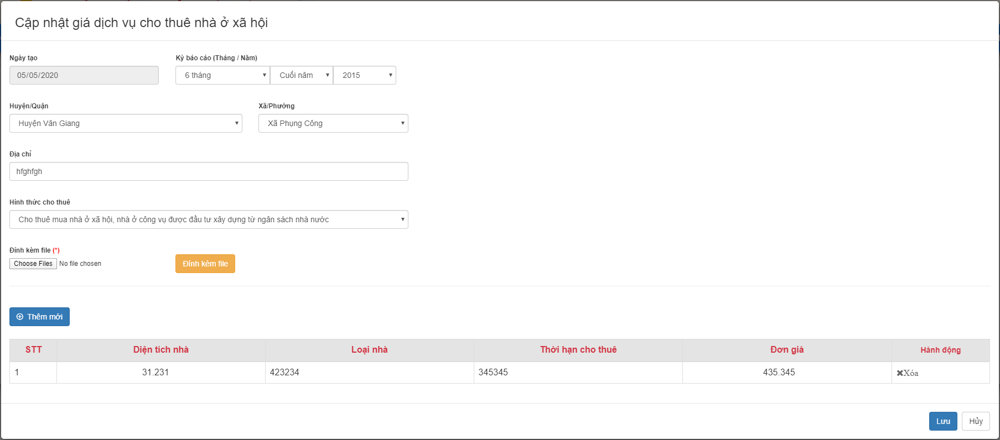 Cập nhật giá dịch vụ cho thuê nhà ở xã hội
Ngày tạo
Kỳ báo cáo (Tháng / Năm)
05/05/2020
6 tháng
Cuối năm
2015
Huyện/Quận
Xã/Phường
Huyện Văn Giang
Xã Phụng Công
Địa chỉ
hfghfgh
Hình thức cho thuê
Cho thuê mua nhà ở xã hội, nhà ở công vụ được đầu tư xây dựng từ ngân sách nhà nước
Đính kèm file (*)
Choose Files No file chosen
Đính kèm file
Thêm mới
STT Diện tích nhà Loại nhà Thời hạn cho thuê Đơn giá Hành động
1 31.231 423234 345345 435.345 Xóa
Lưu Hủy